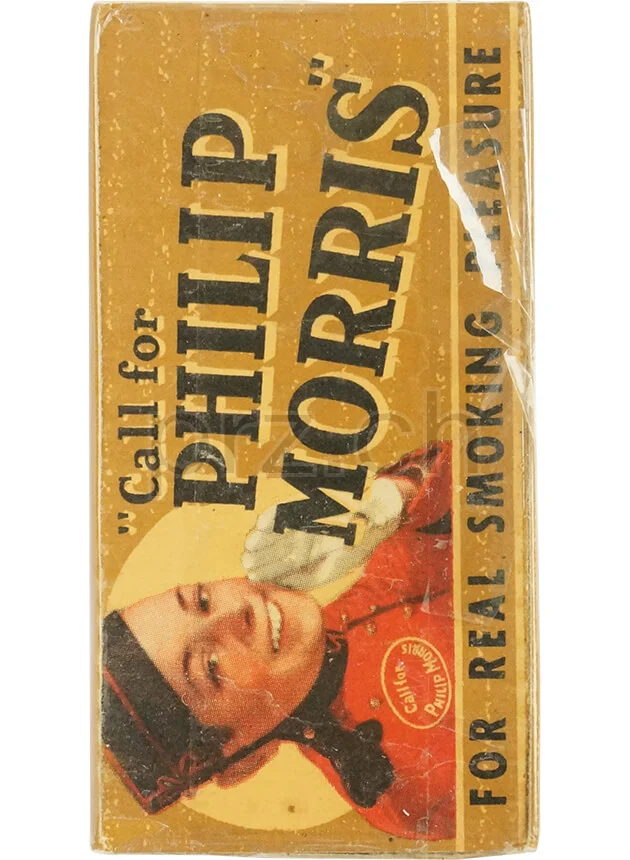 "Call for
PHILIP
MORRIS"
FOR REAL SMOKING PLEASURE
Call for
PHILIP MORRIS